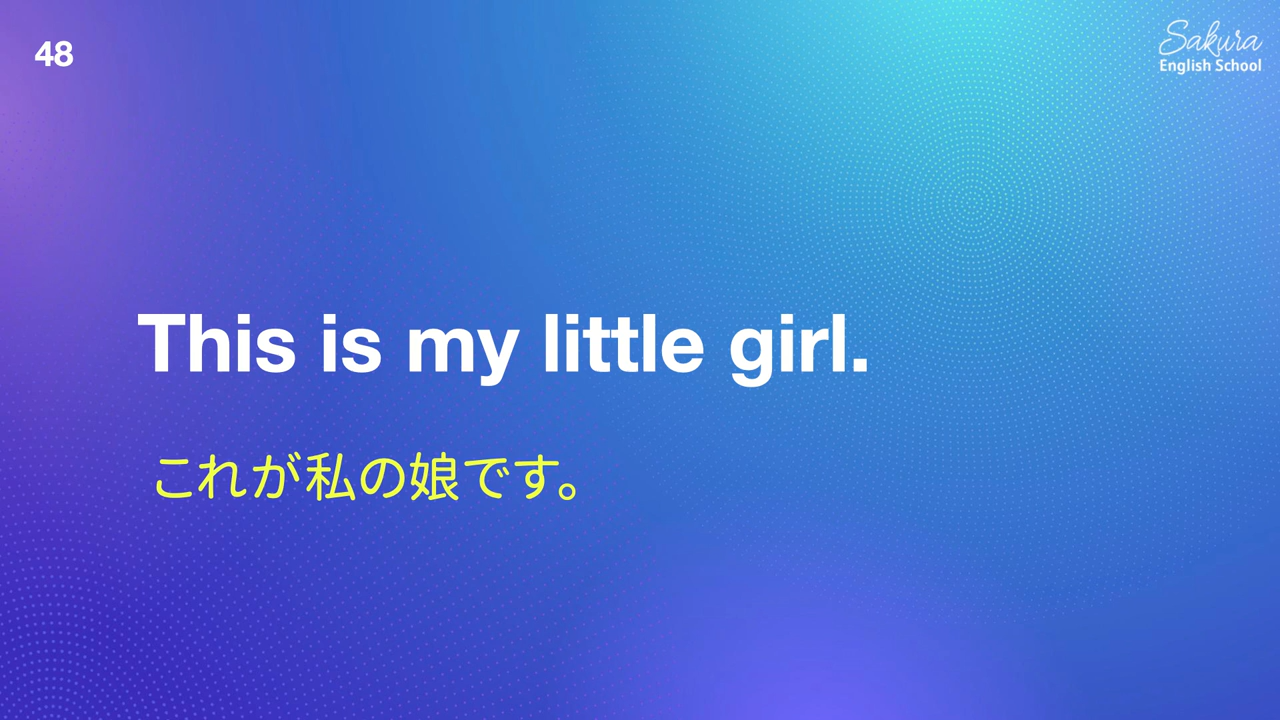 48
Sakura
English School
This is my little girl.
これが私の娘です。